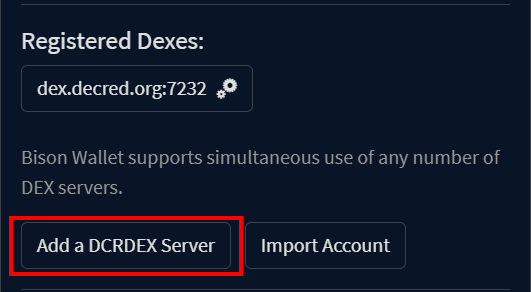 Registered Dexes:
dex.decred.org:7232
Bison Wallet supports simultaneous use of any number of
DEX servers.
Add a DCRDEX Server
Import Account